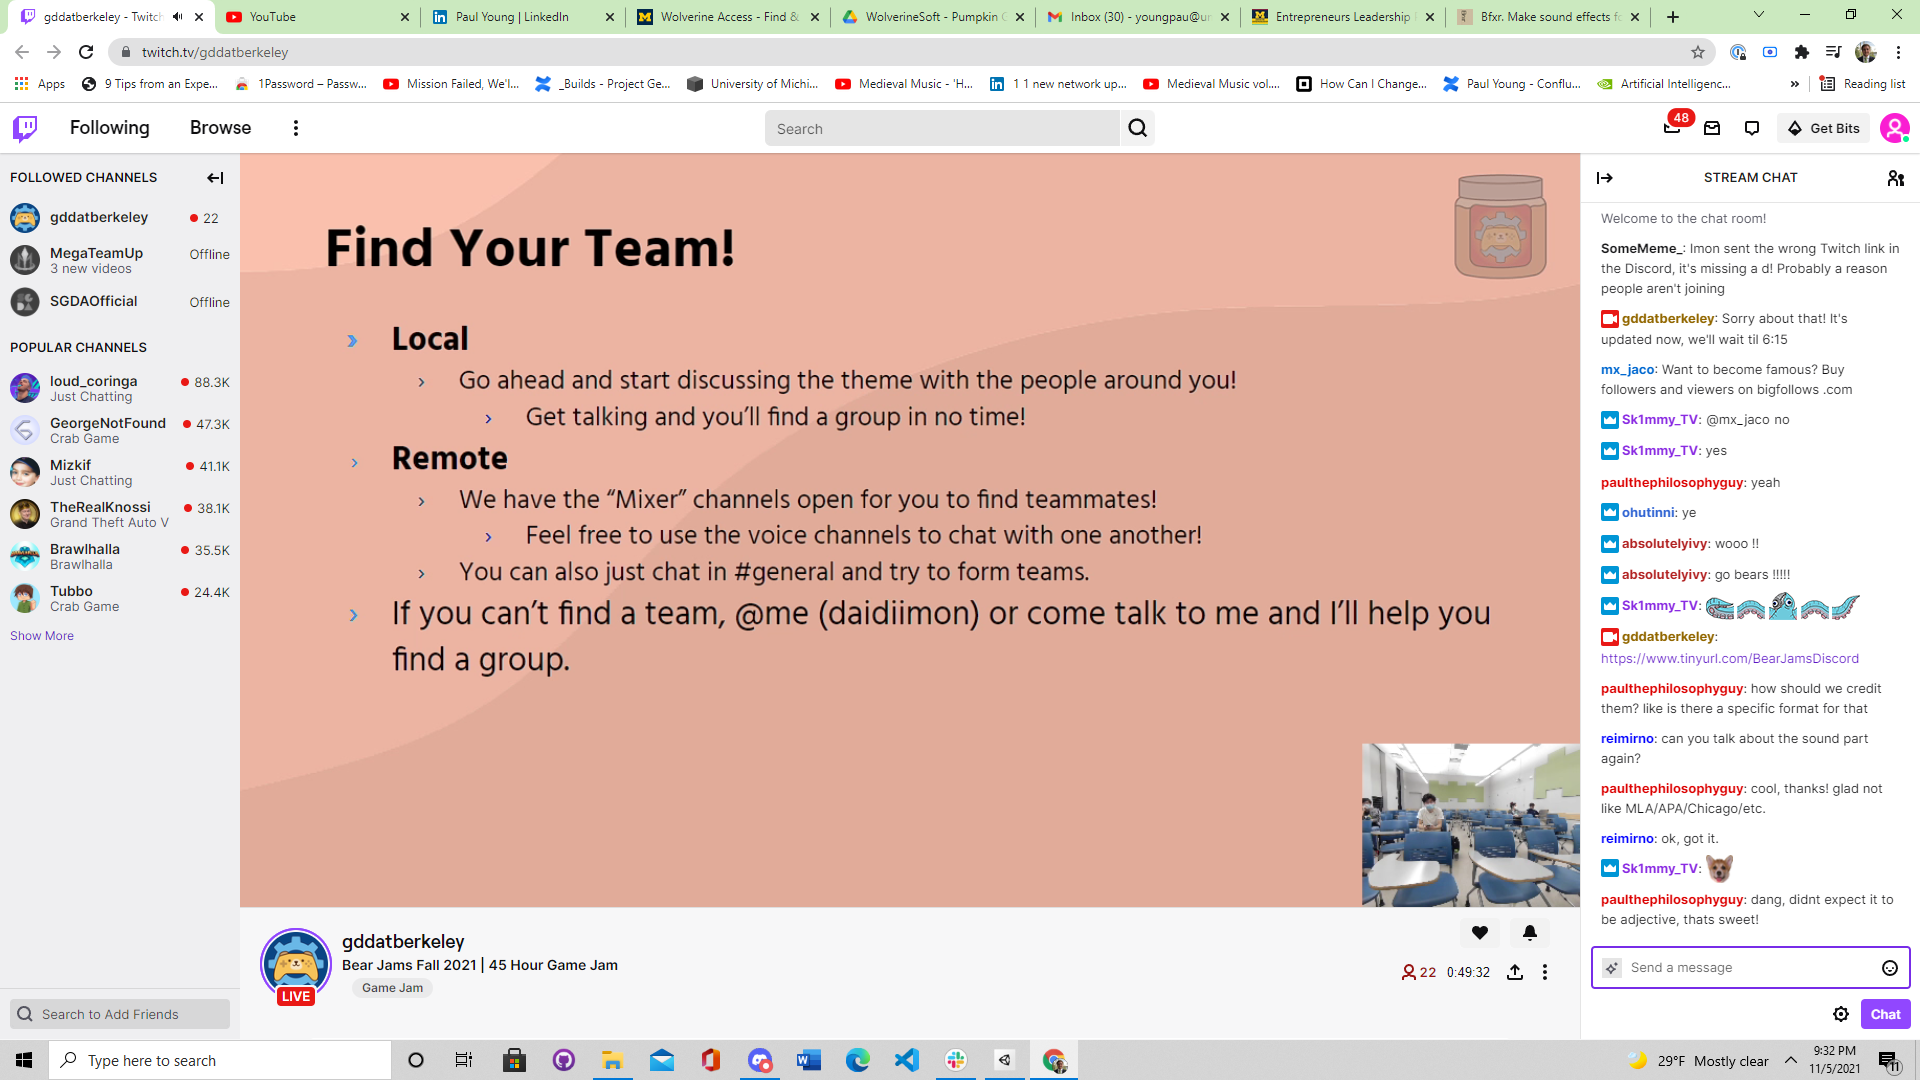 gddatberkeley - Twitch
YouTube
Paul Young | LinkedIn
Wolverine Access - Find &
WolverineSoft - Pumpkin
Inbox (30) - youngpau@u
Entrepreneurs Leadership
Bfxr. Make sound effects fo
twitch.tv/gddatberkeley
Apps
9 Tips from an Expe...
1Password – Passw...
Mission Failed, We'l...
_Builds - Project Ge...
University of Michi...
Medieval Music - 'H...
1 1 new network up...
Medieval Music vol....
How Can I Change...
Paul Young - Conflu...
Artificial Intelligenc...
»
Reading list
Following
Browse
Search
48
Get Bits
FOLLOWED CHANNELS
gddatberkeley
22
MegaTeamUp
3 new videos
Offline
SGDAOfficial
Offline
POPULAR CHANNELS
loud_coringa
Just Chatting
88.3K
GeorgeNotFound
Crab Game
47.3K
Mizkif
Just Chatting
41.1K
TheRealKnossi
Grand Theft Auto V
38.1K
Brawlhalla
Brawlhalla
35.5K
Tubbo
Crab Game
24.4K
Show More
Search to Add Friends
Find Your Team!
Local
Go ahead and start discussing the theme with the people around you!
Get talking and you’ll find a group in no time!
Remote
We have the “Mixer” channels open for you to find teammates!
Feel free to use the voice channels to chat with one another!
You can also just chat in #general and try to form teams.
If you can’t find a team, @me (daidiimon) or come talk to me and I’ll help you
find a group.
LIVE
gddatberkeley
Bear Jams Fall 2021 | 45 Hour Game Jam
Game Jam
22
0:49:32
STREAM CHAT
Welcome to the chat room!
SomeMeme_: Imon sent the wrong Twitch link in
the Discord, it's missing a d! Probably a reason
people aren't joining
gddatberkeley: Sorry about that! It's
updated now, we'll wait til 6:15
mx_jaco: Want to become famous? Buy
followers and viewers on bigfollows .com
Sk1mmy_TV: @mx_jaco no
Sk1mmy_TV: yes
paulthephilosophyguy: yeah
ohutinni: ye
absolutelyivy: wooo !!
absolutelyivy: go bears !!!!!
Sk1mmy_TV:
gddatberkeley:
https://www.tinyurl.com/BearJamsDiscord
paulthephilosophyguy: how should we credit
them? like is there a specific format for that
reimirno: can you talk about the sound part
again?
paulthephilosophyguy: cool, thanks! glad not
like MLA/APA/Chicago/etc.
reimirno: ok, got it.
Sk1mmy_TV:
paulthephilosophyguy: dang, didnt expect it to
be adjective, thats sweet!
Send a message
Chat
Type here to search
29°F Mostly clear
9:32 PM
11/5/2021
11